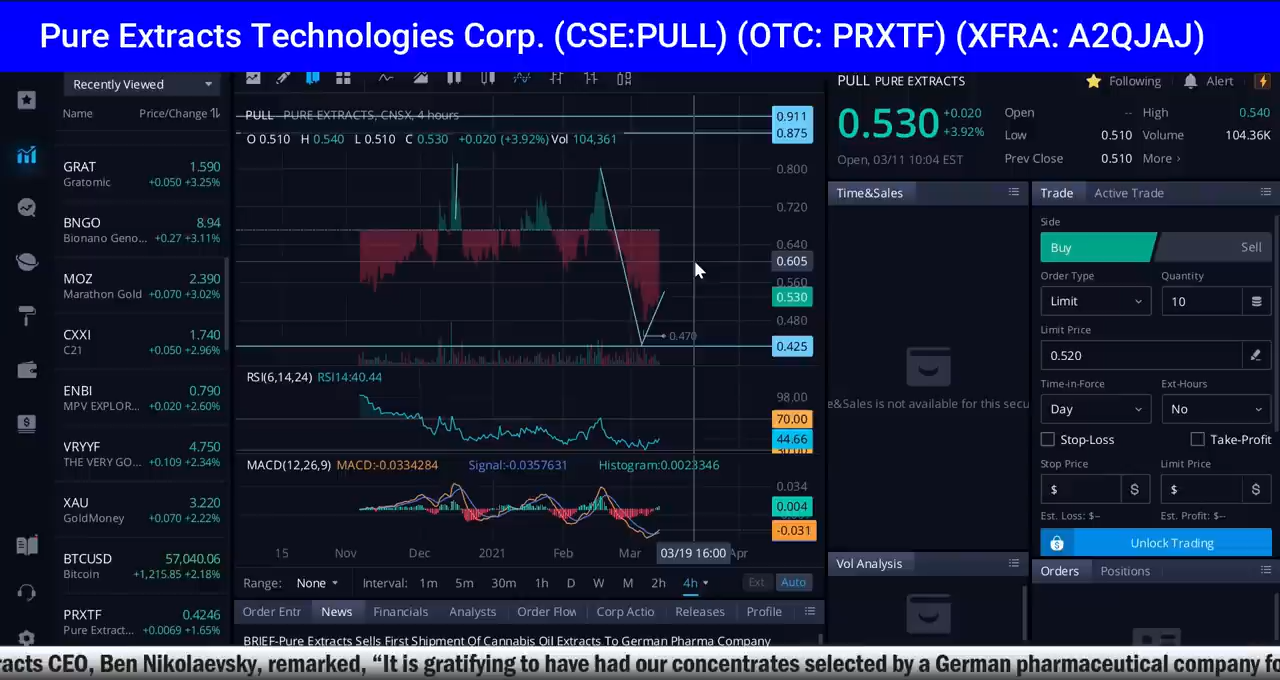 Pure Extracts Technologies Corp. (CSE:PULL) (OTC: PRXTF) (XFRA: A2QJAJ)
Recently Viewed
Name Price/Change
GRAT 1.590
Gratomic +0.050 +3.25%
BNGO 8.94
Bionano Geno... +0.27 +3.11%
MOZ 2.390
Marathon Gold +0.070 +3.02%
CXXI 1.740
C21 +0.050 +2.96%
ENBI 0.790
MPV EXPLOR... +0.020 +2.60%
VRYYF 4.750
THE VERY GO... +0.109 +2.34%
XAU 3.220
GoldMoney +0.070 +2.22%
BTCUSD 57,040.06
Bitcoin +1,215.85 +2.18%
PRXTF 0.4246
Pure Extract... +0.0069 +1.65%
PULL PURE EXTRACTS, CNSX, 4 hours
O 0.510 H 0.540 L 0.510 C 0.530 +0.020 (+3.92%) Vol 104,361
0.911
0.875
0.800
0.720
0.640
0.605
0.560
0.530
0.480
0.470
0.425
RSI(6,14,24) RSI14:40.44
98.00
70.00
44.66
MACD(12,26,9) MACD:-0.0334284 Signal:-0.0357631 Histogram:0.0023346
0.034
0.004
-0.031
15 Nov Dec 2021 Feb Mar 03/19 16:00 Apr
Range: None Interval: 1m 5m 30m 1h D W M 2h 4h Ext Auto
Order Entr News Financials Analysts Order Flow Corp Actio Releases Profile
BRIEF-Pure Extracts Sells First Shipment Of Cannabis Oil Extracts To German Pharma Company
PULL PURE EXTRACTS Following Alert
0.530 +0.020
+3.92%
Open, 03/11 10:04 EST
Open -- High 0.540
Low 0.510 Volume 104.36K
Prev Close 0.510 More
Time&Sales
e&Sales is not available for this secu
Vol Analysis
Trade Active Trade
Side
Buy Sell
Order Type Quantity
Limit 10
Limit Price
0.520
Time-in-Force Ext-Hours
Day No
Stop-Loss Take-Profit
Stop Price Limit Price
$ $ $ $
Est. Loss: $-- Est. Profit: $--
Unlock Trading
Orders Positions
racts CEO, Ben Nikolaevsky, remarked, “It is gratifying to have had our concentrates selected by a German pharmaceutical company fo